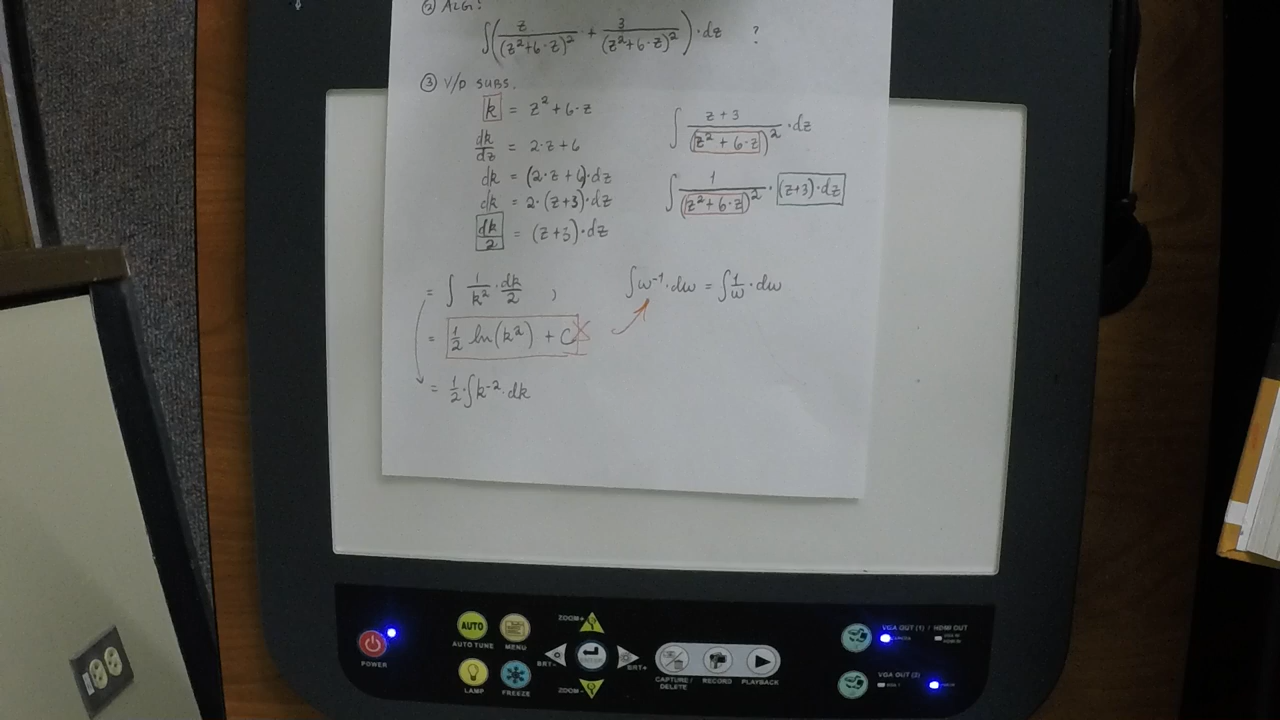 ② ALG:
∫(z/(z²+6·z)² + 3/(z²+6·z)²)·dz ?
③ V/D SUBS.
k = z²+6·z
∫ z+3/(z²+6·z)² ·dz
dk/dz = 2·z+6
dk = (2·z+6)·dz
∫ 1/(z²+6·z)² · (z+3)·dz
dk = 2·(z+3)·dz
dk/2 = (z+3)·dz
= ∫ 1/k² · dk/2 ; ∫w⁻¹·dw = ∫1/w·dw
= 1/2 ln(k²) + C X
= 1/2·∫k⁻²·dk
POWER
AUTO
AUTO TUNE
MENU
LAMP
FREEZE
ZOOM+
BRT-
BRT+
ZOOM-
CAPTURE/
DELETE
RECORD
PLAYBACK
VGA OUT (1) / HDMI OUT
VGA OUT (2)